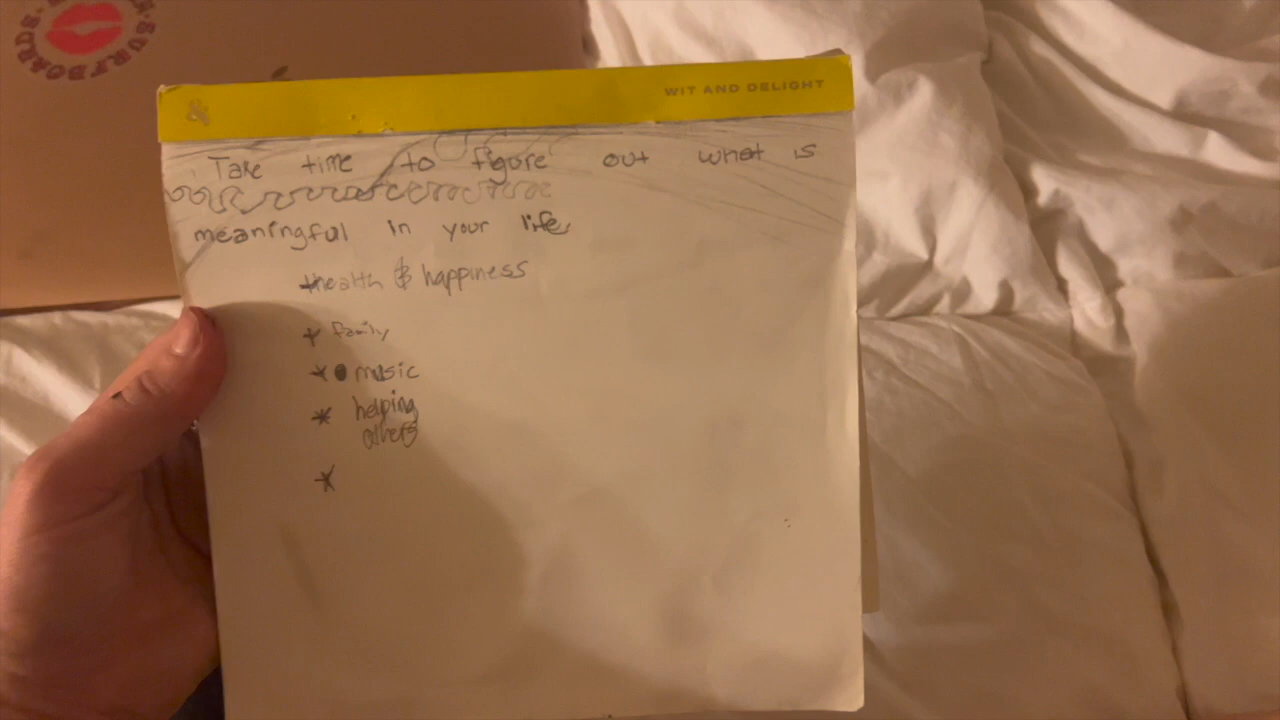 SURFBOARDS
WIT AND DELIGHT
Take time to figure out what is
meaningful in your life
* health & happiness
* family
* music
* helping
others
*